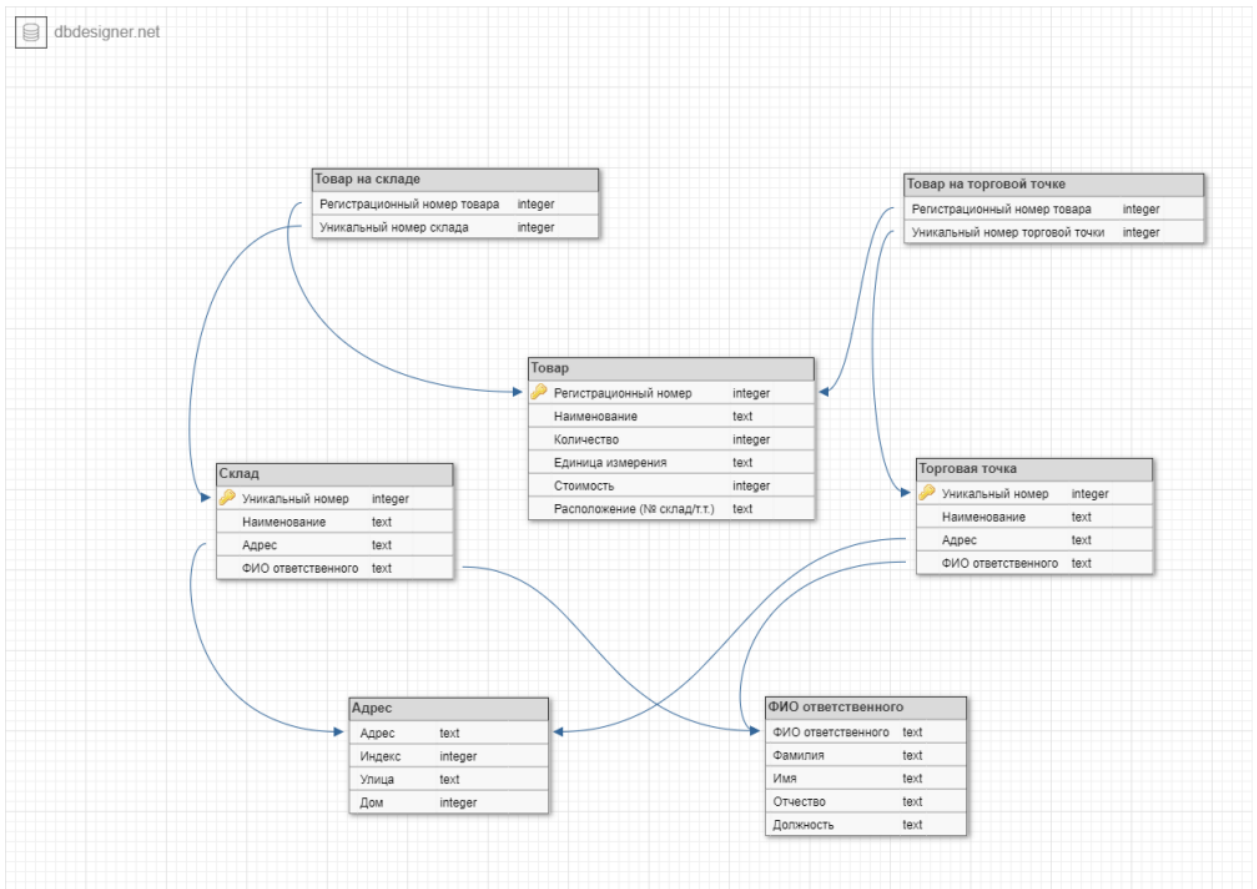 dbdesigner.net
Товар на складе
Регистрационный номер товара integer
Уникальный номер склада integer
Товар на торговой точке
Регистрационный номер товара integer
Уникальный номер торговой точки integer
Товар
Регистрационный номер integer
Наименование text
Количество integer
Единица измерения text
Стоимость integer
Расположение (№ склад/т.т.) text
Склад
Уникальный номер integer
Наименование text
Адрес text
ФИО ответственного text
Торговая точка
Уникальный номер integer
Наименование text
Адрес text
ФИО ответственного text
Адрес
Адрес text
Индекс integer
Улица text
Дом integer
ФИО ответственного
ФИО ответственного text
Фамилия text
Имя text
Отчество text
Должность text